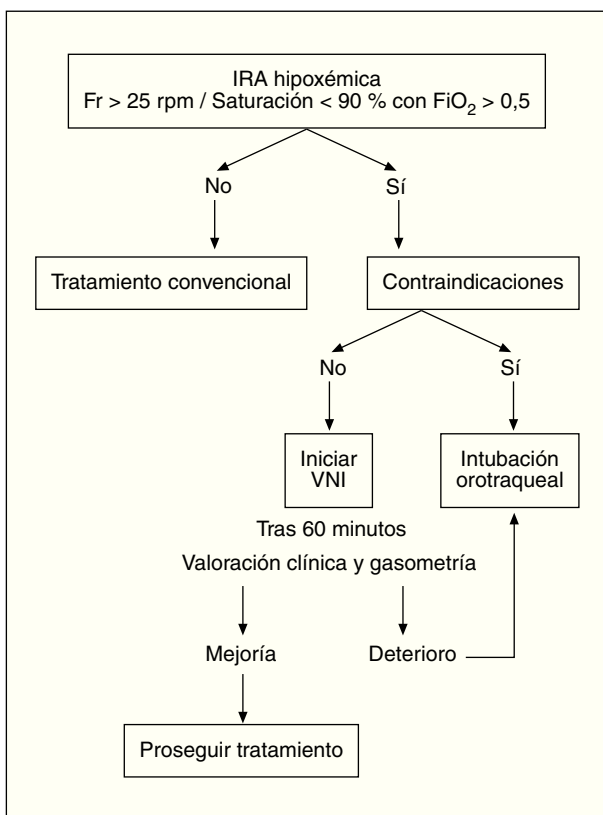 IRA hipoxémica
Fr > 25 rpm / Saturación < 90 % con FiO2 > 0,5
No
Sí
Tratamiento convencional
Contraindicaciones
No
Sí
Iniciar
VNI
Intubación
orotraqueal
Tras 60 minutos
Valoración clínica y gasometría
Mejoría
Deterioro
Proseguir tratamiento